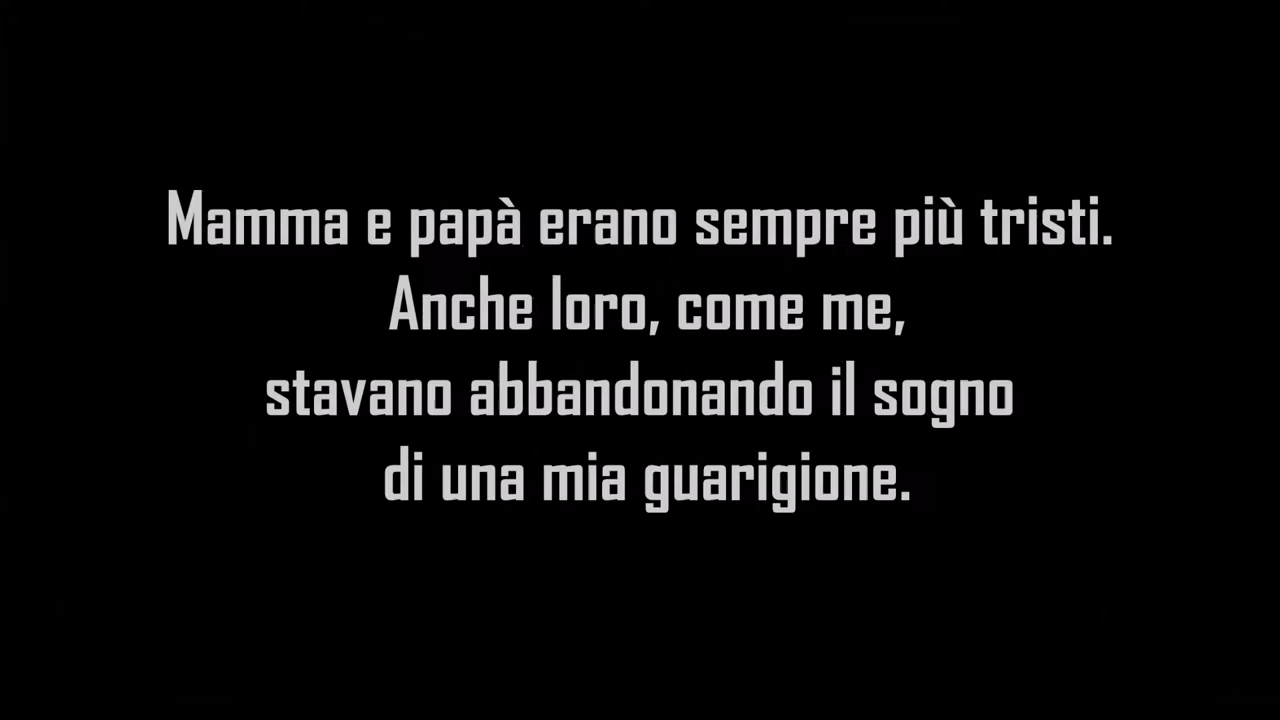 Mamma e papà erano sempre più tristi.
Anche loro, come me,
stavano abbandonando il sogno
di una mia guarigione.